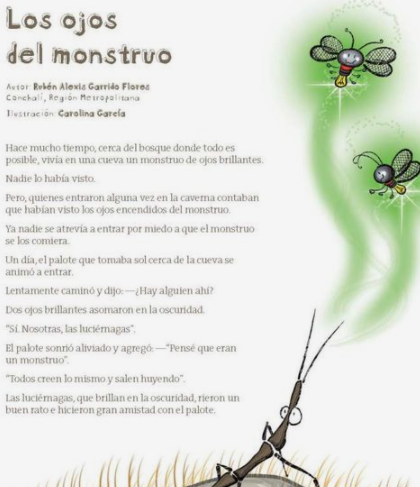 Los ojos
del monstruo
Autor: Rubén Alexis Garrido Flores
Conchalí, Región Metropolitana
Ilustración: Carolina García
Hace mucho tiempo, cerca del bosque donde todo es
posible, vivía en una cueva un monstruo de ojos brillantes.
Nadie lo había visto.
Pero, quienes entraron alguna vez en la caverna contaban
que habían visto los ojos encendidos del monstruo.
Ya nadie se atrevía a entrar por miedo a que el monstruo
se los comiera.
Un día, el palote que tomaba sol cerca de la cueva se
animó a entrar.
Lentamente caminó y dijo: —¿Hay alguien ahí?
Dos ojos brillantes asomaron en la oscuridad.
"Sí. Nosotras, las luciérnagas".
El palote sonrió aliviado y agregó: —"Pensé que eran
un monstruo".
"Todos creen lo mismo y salen huyendo".
Las luciérnagas, que brillan en la oscuridad, rieron un
buen rato e hicieron gran amistad con el palote.